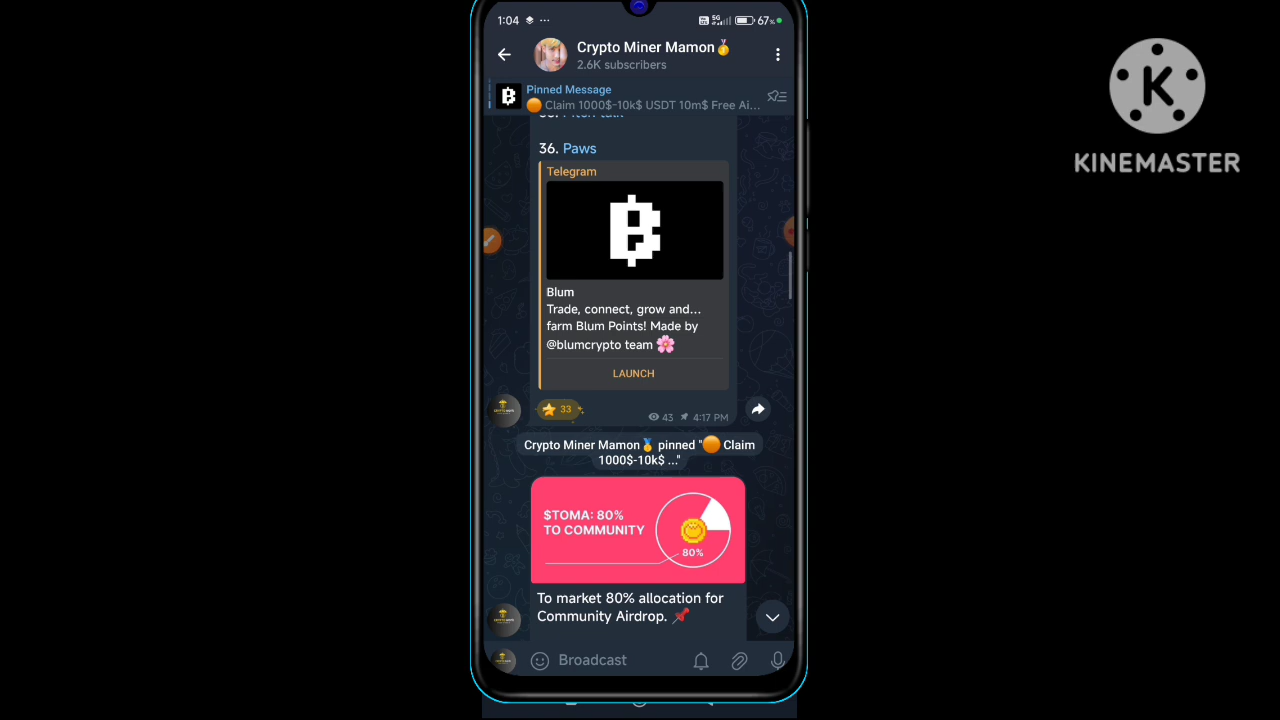 1:04
5G
67%
Crypto Miner Mamon🥇
2.6K subscribers
Pinned Message
🟠 Claim 1000$-10k$ USDT 10m$ Free Ai...
36. Paws
Telegram
Blum
Trade, connect, grow and...
farm Blum Points! Made by
@blumcrypto team 🌸
LAUNCH
33
43
4:17 PM
Crypto Miner Mamon🥇 pinned "🟠 Claim
1000$-10k$ ..."
$TOMA: 80%
TO COMMUNITY
80%
To market 80% allocation for
Community Airdrop. 📌
Broadcast
K
KINEMASTER